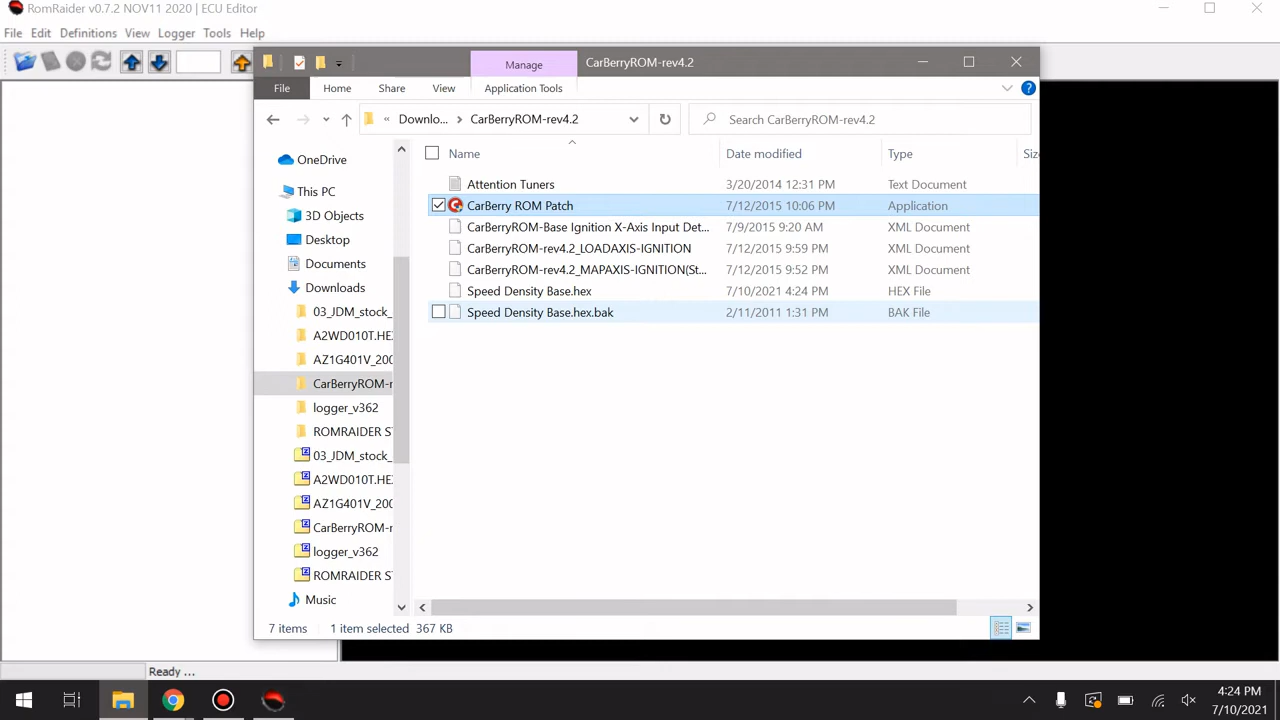 RomRaider v0.7.2 NOV11 2020 | ECU Editor
File Edit Definitions View Logger Tools Help
Manage
CarBerryROM-rev4.2
File Home Share View Application Tools
« Downlo... CarBerryROM-rev4.2
Search CarBerryROM-rev4.2
Name Date modified Type Siz
Attention Tuners 3/20/2014 12:31 PM Text Document
CarBerry ROM Patch 7/12/2015 10:06 PM Application
CarBerryROM-Base Ignition X-Axis Input Det... 7/9/2015 9:20 AM XML Document
CarBerryROM-rev4.2_LOADAXIS-IGNITION 7/12/2015 9:59 PM XML Document
CarBerryROM-rev4.2_MAPAXIS-IGNITION(St... 7/12/2015 9:52 PM XML Document
Speed Density Base.hex 7/10/2021 4:24 PM HEX File
Speed Density Base.hex.bak 2/11/2011 1:31 PM BAK File
OneDrive
This PC
3D Objects
Desktop
Documents
Downloads
03_JDM_stock_
A2WD010T.HE
AZ1G401V_200
CarBerryROM-r
logger_v362
ROMRAIDER S
03_JDM_stock_
A2WD010T.HE
AZ1G401V_200
CarBerryROM-r
logger_v362
ROMRAIDER S
Music
7 items 1 item selected 367 KB
Ready ...
4:24 PM
7/10/2021